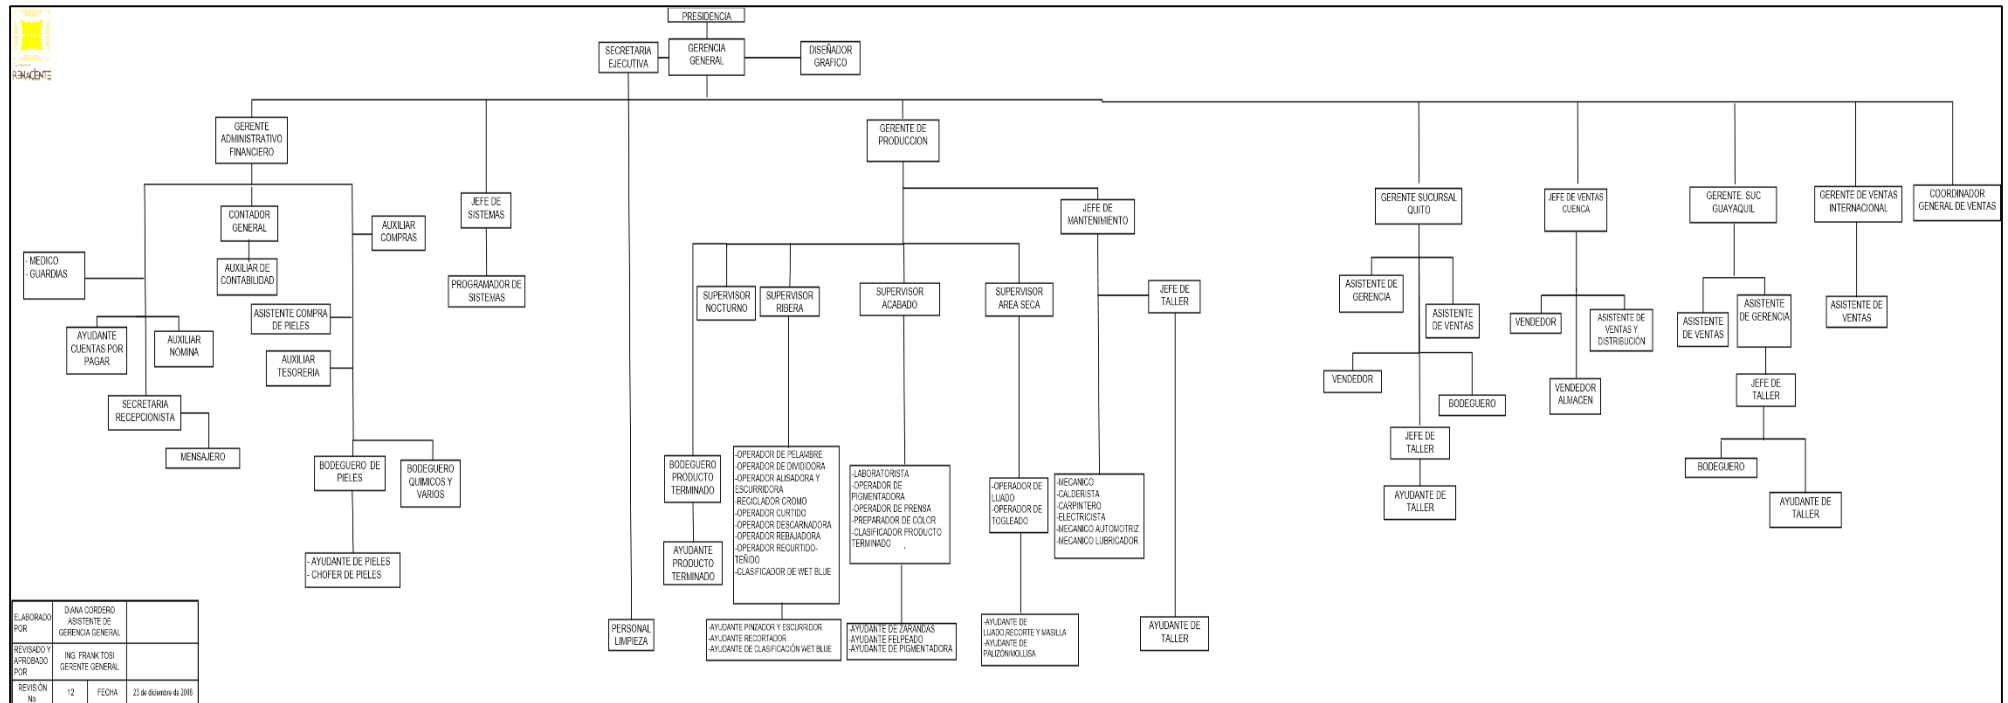 PRESIDENCIA
SECRETARIA
EJECUTIVA
GERENCIA
GENERAL
DISEÑADOR
GRAFICO
RENACIENTE
GERENTE
ADMINISTRATIVO
FINANCIERO
GERENTE DE
PRODUCCION
JEFE DE
SISTEMAS
JEFE DE
MANTENIMIENTO
GERENTE SUCURSAL
QUITO
JEFE DE VENTAS
CUENCA
GERENTE. SUC
GUAYAQUIL
GERENTE DE VENTAS
INTERNACIONAL
COORDINADOR
GENERAL DE VENTAS
CONTADOR
GENERAL
AUXILIAR
COMPRAS
- MEDICO
- GUARDIAS
AUXILIAR DE
CONTABILIDAD
PROGRAMADOR DE
SISTEMAS
SUPERVISOR
NOCTURNO
SUPERVISOR
RIBERA
SUPERVISOR
ACABADO
SUPERVISOR
AREA SECA
JEFE DE
TALLER
ASISTENTE DE
GERENCIA
ASISTENTE
DE VENTAS
VENDEDOR
ASISTENTE DE
VENTAS Y
DISTRIBUCIÓN
ASISTENTE
DE VENTAS
ASISTENTE
DE GERENCIA
ASISTENTE DE
VENTAS
ASISTENTE COMPRA
DE PIELES
AYUDANTE
CUENTAS POR
PAGAR
AUXILIAR
NOMINA
AUXILIAR
TESORERIA
SECRETARIA
RECEPCIONISTA
MENSAJERO
VENDEDOR
BODEGUERO
VENDEDOR
ALMACEN
JEFE DE
TALLER
JEFE DE
TALLER
BODEGUERO
AYUDANTE DE
TALLER
AYUDANTE DE
TALLER
BODEGUERO DE
PIELES
BODEGUERO
QUIMICOS Y
VARIOS
- AYUDANTE DE PIELES
- CHOFER DE PIELES
BODEGUERO
PRODUCTO
TERMINADO
AYUDANTE
PRODUCTO
TERMINADO
-OPERADOR DE PELAMBRE
-OPERADOR DE DIVIDIDORA
-OPERADOR ALISADORA Y
ESCURRIDORA
-RECICLADOR CROMO
-OPERADOR CURTIDO
-OPERADOR DESCARNADORA
-OPERADOR REBAJADORA
-OPERADOR RECURTIDO-
TEÑIDO
-CLASIFICADOR DE WET BLUE
-LABORATORISTA
-OPERADOR DE
PIGMENTADORA
-OPERADOR DE PRENSA
-PREPARADOR DE COLOR
-CLASIFICADOR PRODUCTO
TERMINADO
-OPERADOR DE
LIJADO
-OPERADOR DE
TOGLEADO
-MECANICO
-CALDERISTA
-CARPINTERO
-ELECTRICISTA
-MECANICO AUTOMOTRIZ
-MECANICO LUBRICADOR
PERSONAL
LIMPIEZA
-AYUDANTE PINZADOR Y ESCURRIDOR
-AYUDANTE RECORTADOR
-AYUDANTE DE CLASIFICACIÓN WET BLUE
-AYUDANTE DE ZARANDAS
-AYUDANTE FELPEADO
-AYUDANTE DE PIGMENTADORA
-AYUDANTE DE
LIJADO,RECORTE Y MASILLA
-AYUDANTE DE
PALIZON/MOLLISA
AYUDANTE DE
TALLER
ELABORADO
POR
DIANA CORDERO
ASISTENTE DE
GERENCIA GENERAL
REVISADO Y
APROBADO
POR
ING. FRANK TOSI
GERENTE GENERAL
REVISIÓN
No
12
FECHA
23 de diciembre de 2008